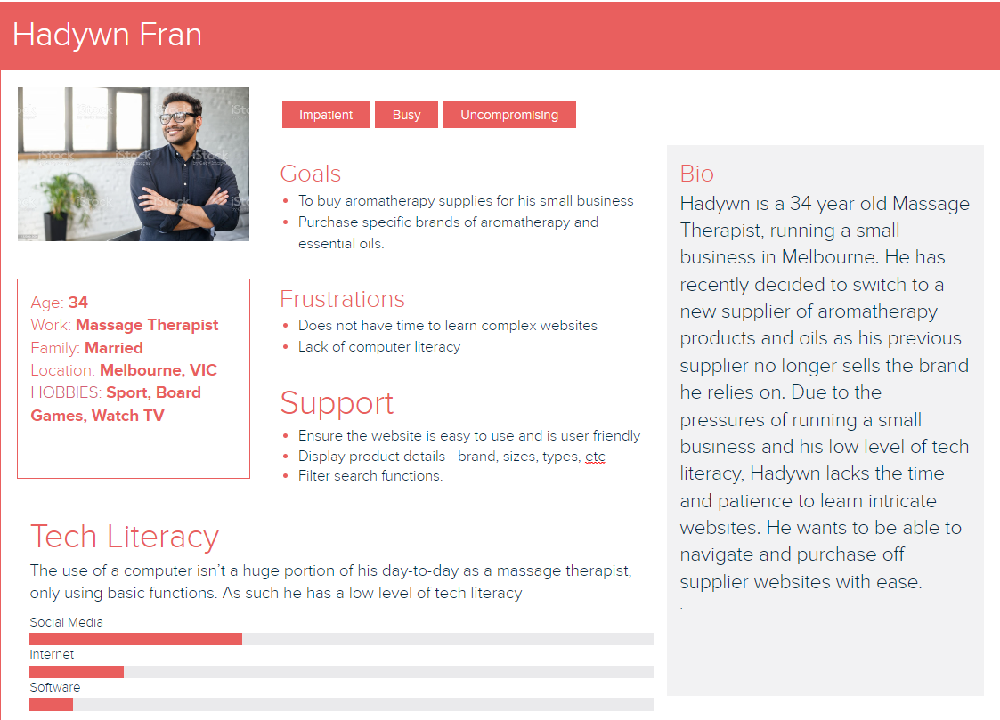 Hadywn Fran
iStock
iStock
iStock
Impatient
Busy
Uncompromising
Goals
• To buy aromatherapy supplies for his small business
• Purchase specific brands of aromatherapy and
essential oils.
Frustrations
• Does not have time to learn complex websites
• Lack of computer literacy
Support
• Ensure the website is easy to use and is user friendly
• Display product details - brand, sizes, types, etc
• Filter search functions.
Age: 34
Work: Massage Therapist
Family: Married
Location: Melbourne, VIC
HOBBIES: Sport, Board
Games, Watch TV
Tech Literacy
The use of a computer isn’t a huge portion of his day-to-day as a massage therapist,
only using basic functions. As such he has a low level of tech literacy
Social Media
Internet
Software
Bio
Hadywn is a 34 year old Massage
Therapist, running a small
business in Melbourne. He has
recently decided to switch to a
new supplier of aromatherapy
products and oils as his previous
supplier no longer sells the brand
he relies on. Due to the
pressures of running a small
business and his low level of tech
literacy, Hadywn lacks the time
and patience to learn intricate
websites. He wants to be able to
navigate and purchase off
supplier websites with ease.
.